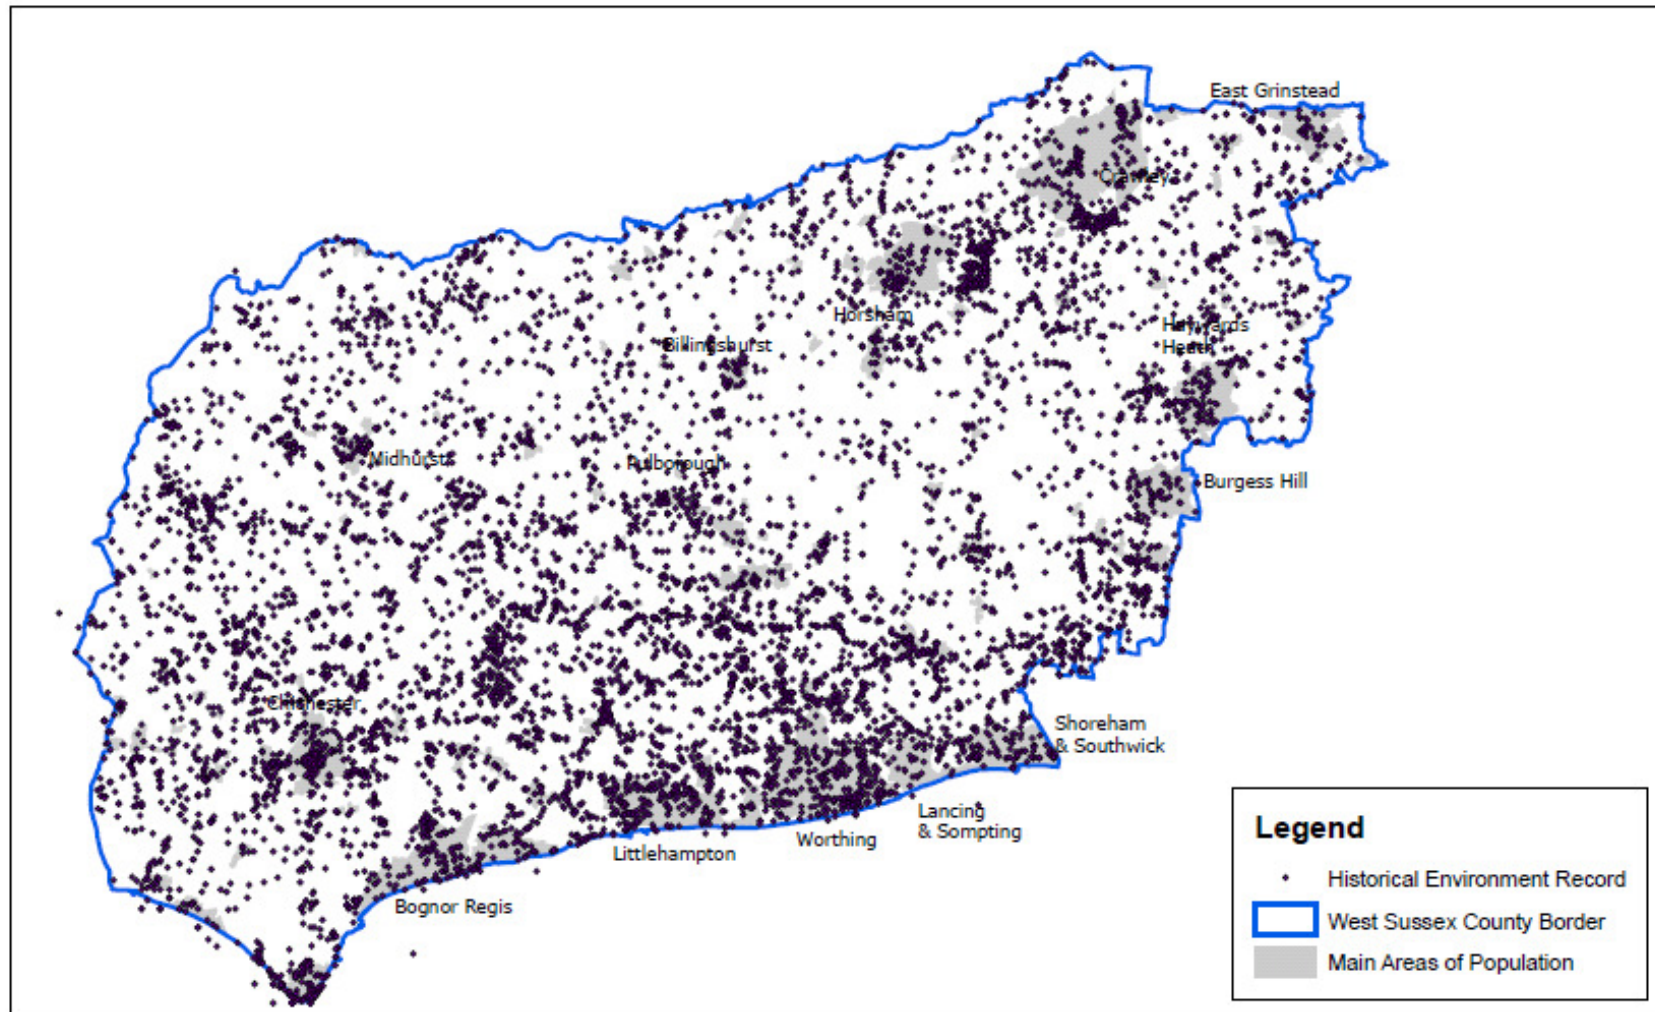 East Grinstead
Crawley
Horsham
Haywards
Heath
Billingshurst
Midhurst
Pulborough
Burgess Hill
Chichester
Shoreham
& Southwick
Lancing
& Sompting
Worthing
Littlehampton
Bognor Regis
Legend
Historical Environment Record
West Sussex County Border
Main Areas of Population